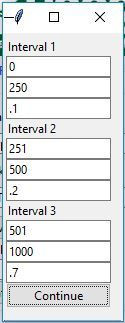 Interval 1
0
250
.1
Interval 2
251
500
.2
Interval 3
501
1000
.7
Continue